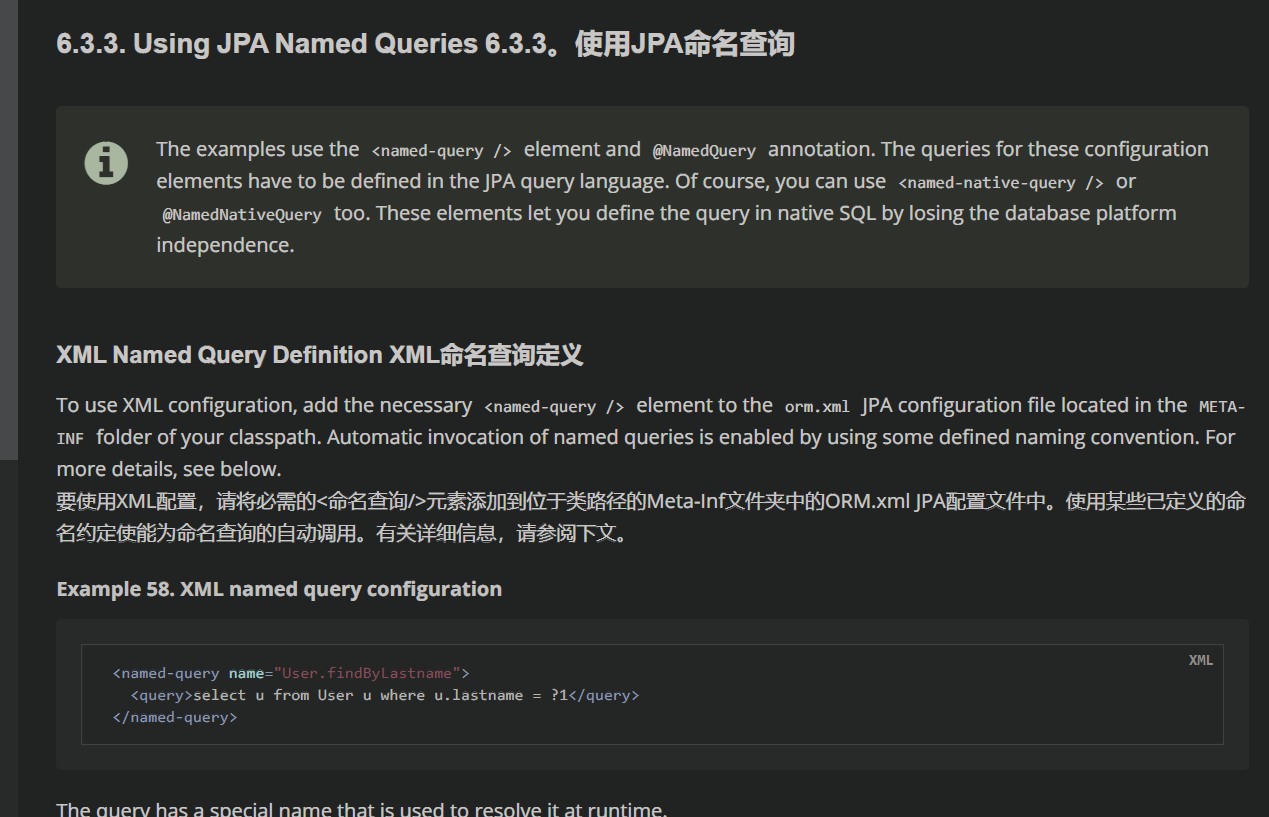 6.3.3. Using JPA Named Queries 6.3.3。使用JPA命名查询
The examples use the <named-query /> element and @NamedQuery annotation. The queries for these configuration
elements have to be defined in the JPA query language. Of course, you can use <named-native-query /> or
@NamedNativeQuery too. These elements let you define the query in native SQL by losing the database platform
independence.
XML Named Query Definition XML命名查询定义
To use XML configuration, add the necessary <named-query /> element to the orm.xml JPA configuration file located in the META-
INF folder of your classpath. Automatic invocation of named queries is enabled by using some defined naming convention. For
more details, see below.
要使用XML配置，请将必需的<命名查询/>元素添加到位于类路径的Meta-Inf文件夹中的ORM.xml JPA配置文件中。使用某些已定义的命
名约定使能为命名查询的自动调用。有关详细信息，请参阅下文。
Example 58. XML named query configuration
XML
<named-query name="User.findByLastname">
<query>select u from User u where u.lastname = ?1</query>
</named-query>
The query has a special name that is used to resolve it at runtime.